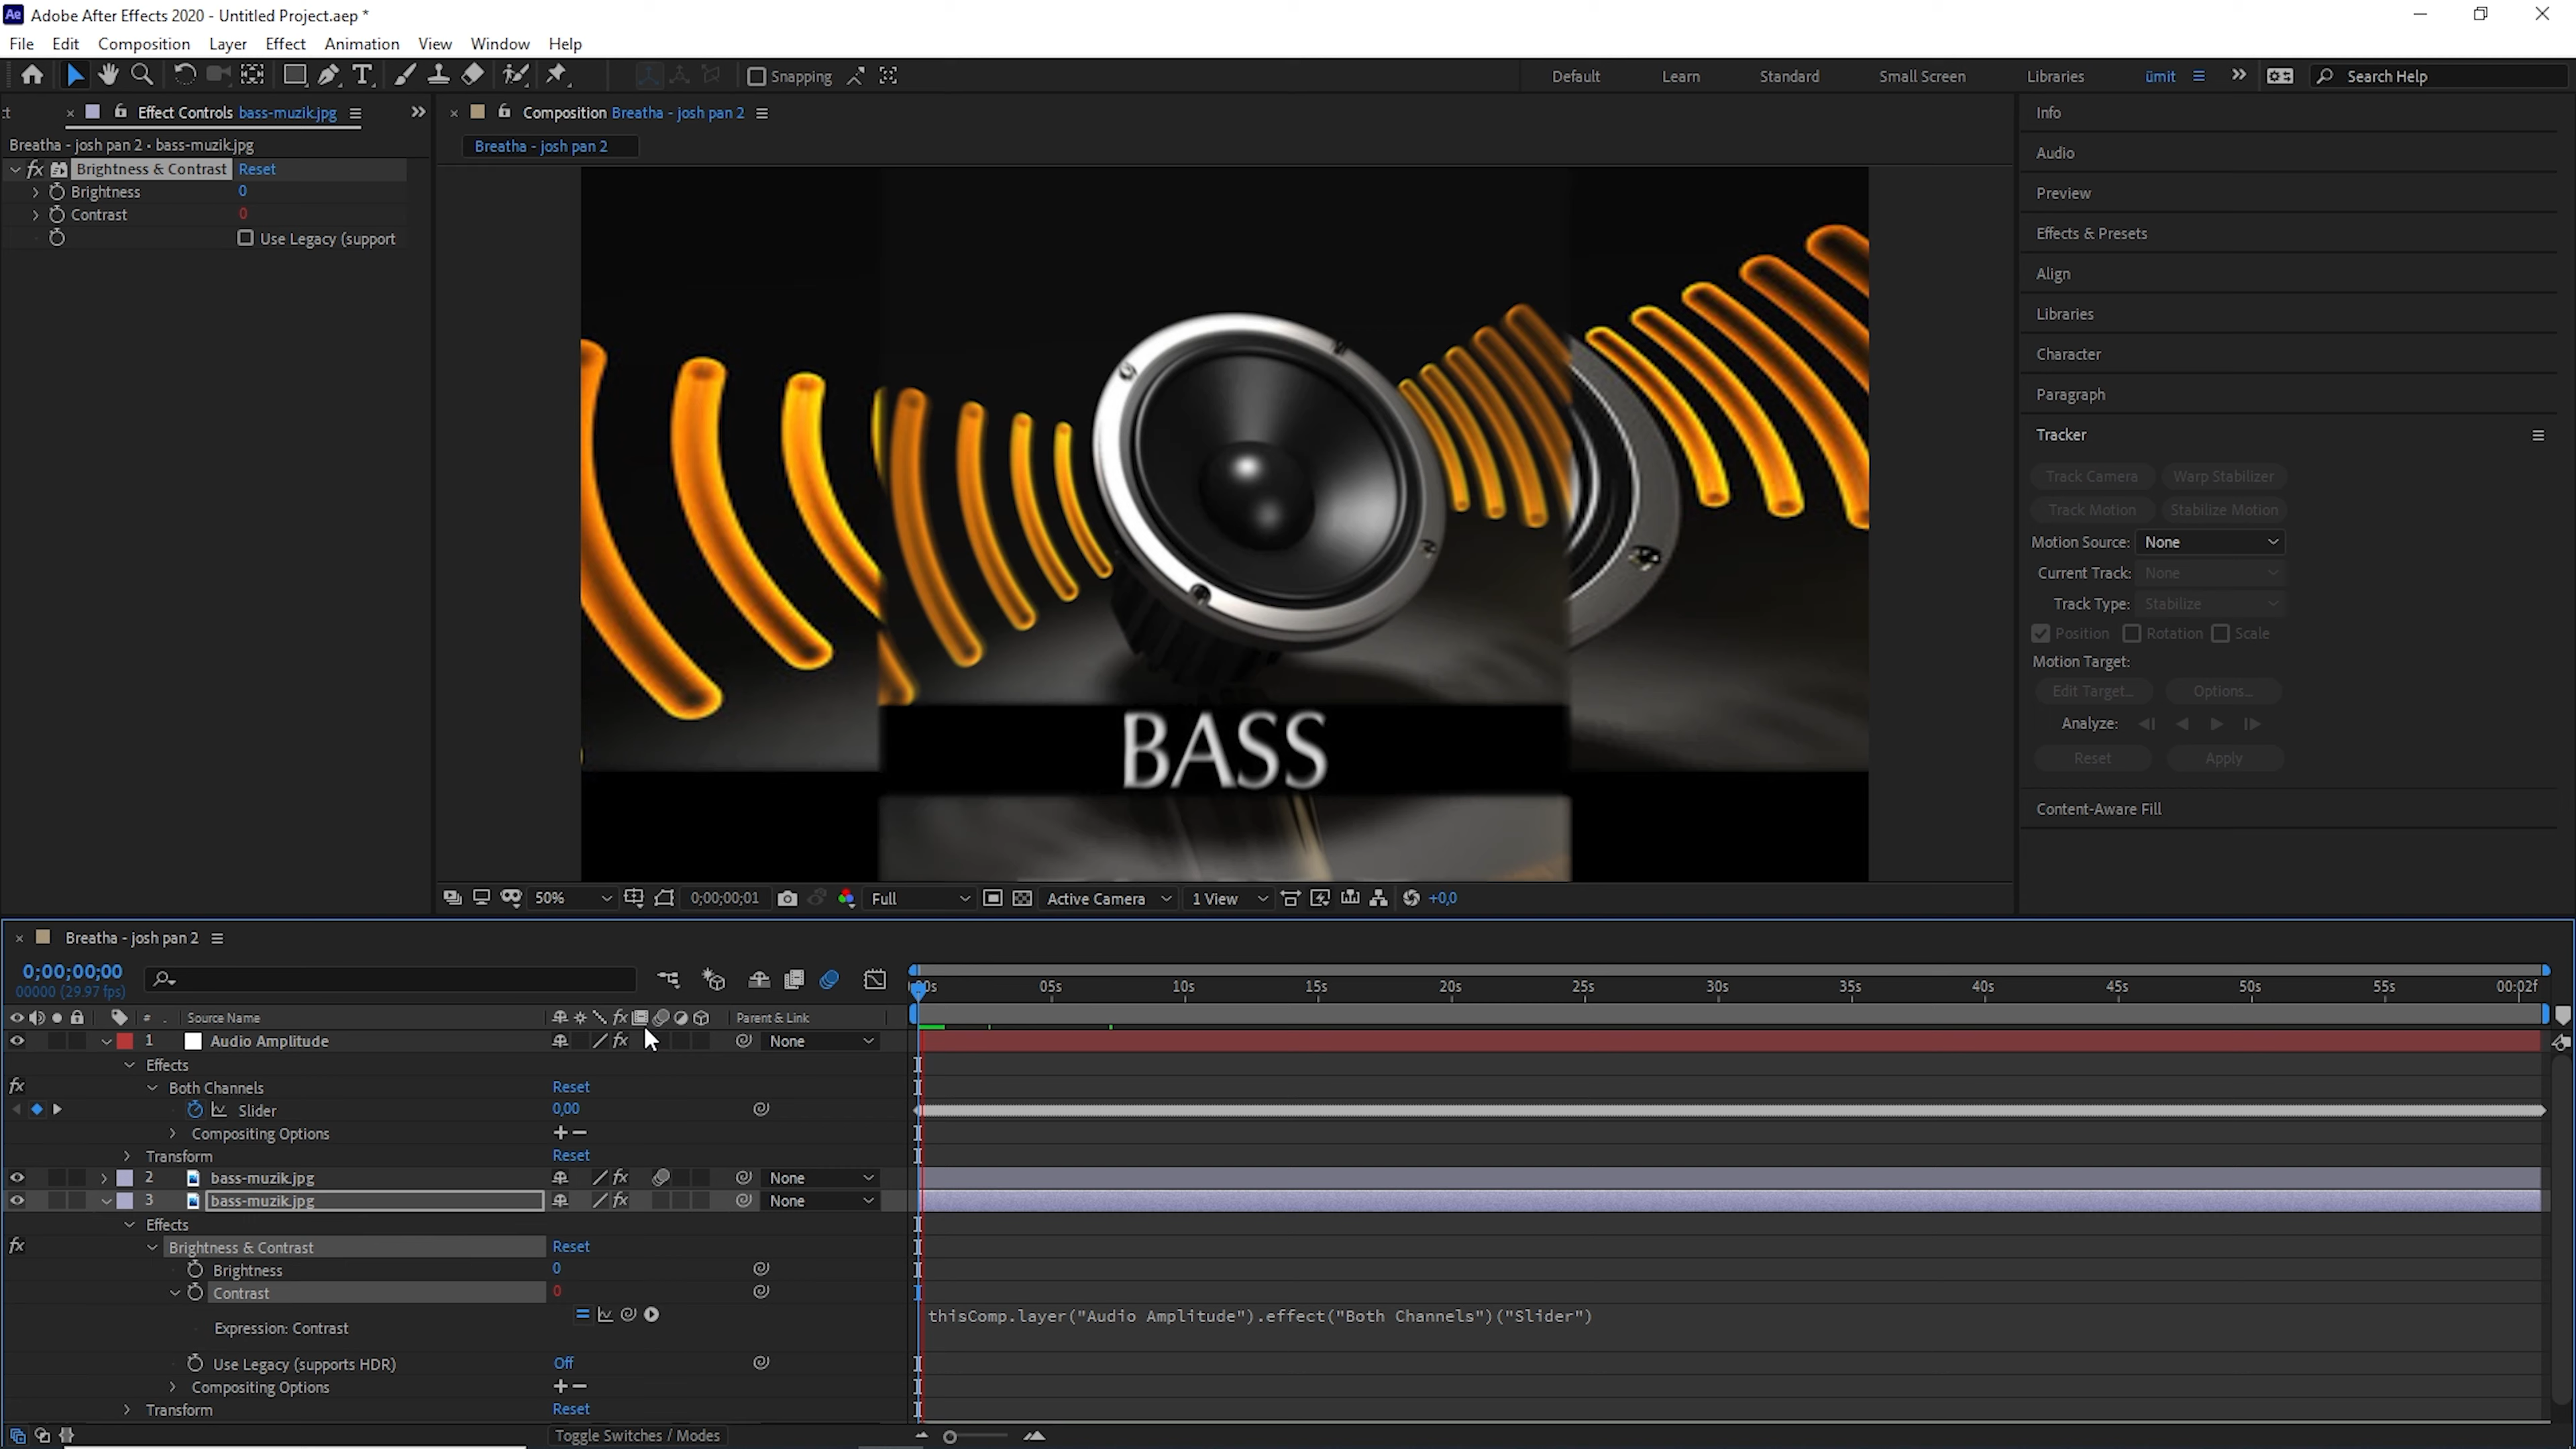 Adobe After Effects 2020 - Untitled Project.aep *
File Edit Composition Layer Effect Animation View Window Help
Snapping Default Learn Standard Small Screen Libraries ümit Search Help
ct Effect Controls bass-muzik.jpg
Breatha - josh pan 2 • bass-muzik.jpg
fx Brightness & Contrast Reset
Brightness 0
Contrast 0
Use Legacy (support
Composition Breatha - josh pan 2
Breatha - josh pan 2
BASS
50% 0;00;00;01 Full Active Camera 1 View +0,0
Info
Audio
Preview
Effects & Presets
Align
Libraries
Character
Paragraph
Tracker
Track Camera Warp Stabilizer
Track Motion Stabilize Motion
Motion Source: None
Current Track: None
Track Type: Stabilize
Position Rotation Scale
Motion Target:
Edit Target... Options...
Analyze:
Reset Apply
Content-Aware Fill
Breatha - josh pan 2
0;00;00;00
00000 (29.97 fps)
:00s 05s 10s 15s 20s 25s 30s 35s 40s 45s 50s 55s 00:02f
# . Source Name fx Parent & Link
1 Audio Amplitude fx None
Effects
fx Both Channels Reset
Slider 0,00
Compositing Options + −
Transform Reset
2 bass-muzik.jpg fx None
3 bass-muzik.jpg fx None
Effects
fx Brightness & Contrast Reset
Brightness 0
Contrast 0
Expression: Contrast thisComp.layer("Audio Amplitude").effect("Both Channels")("Slider")
Use Legacy (supports HDR) Off
Compositing Options + −
Transform Reset
Toggle Switches / Modes